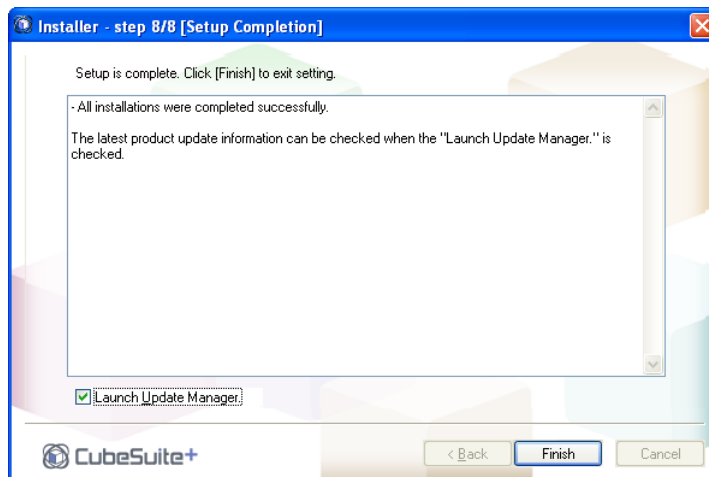 Installer - step 8/8 [Setup Completion]
Setup is complete. Click [Finish] to exit setting.
- All installations were completed successfully.
The latest product update information can be checked when the "Launch Update Manager." is
checked.
Launch Update Manager.
CubeSuite+
< Back
Finish
Cancel